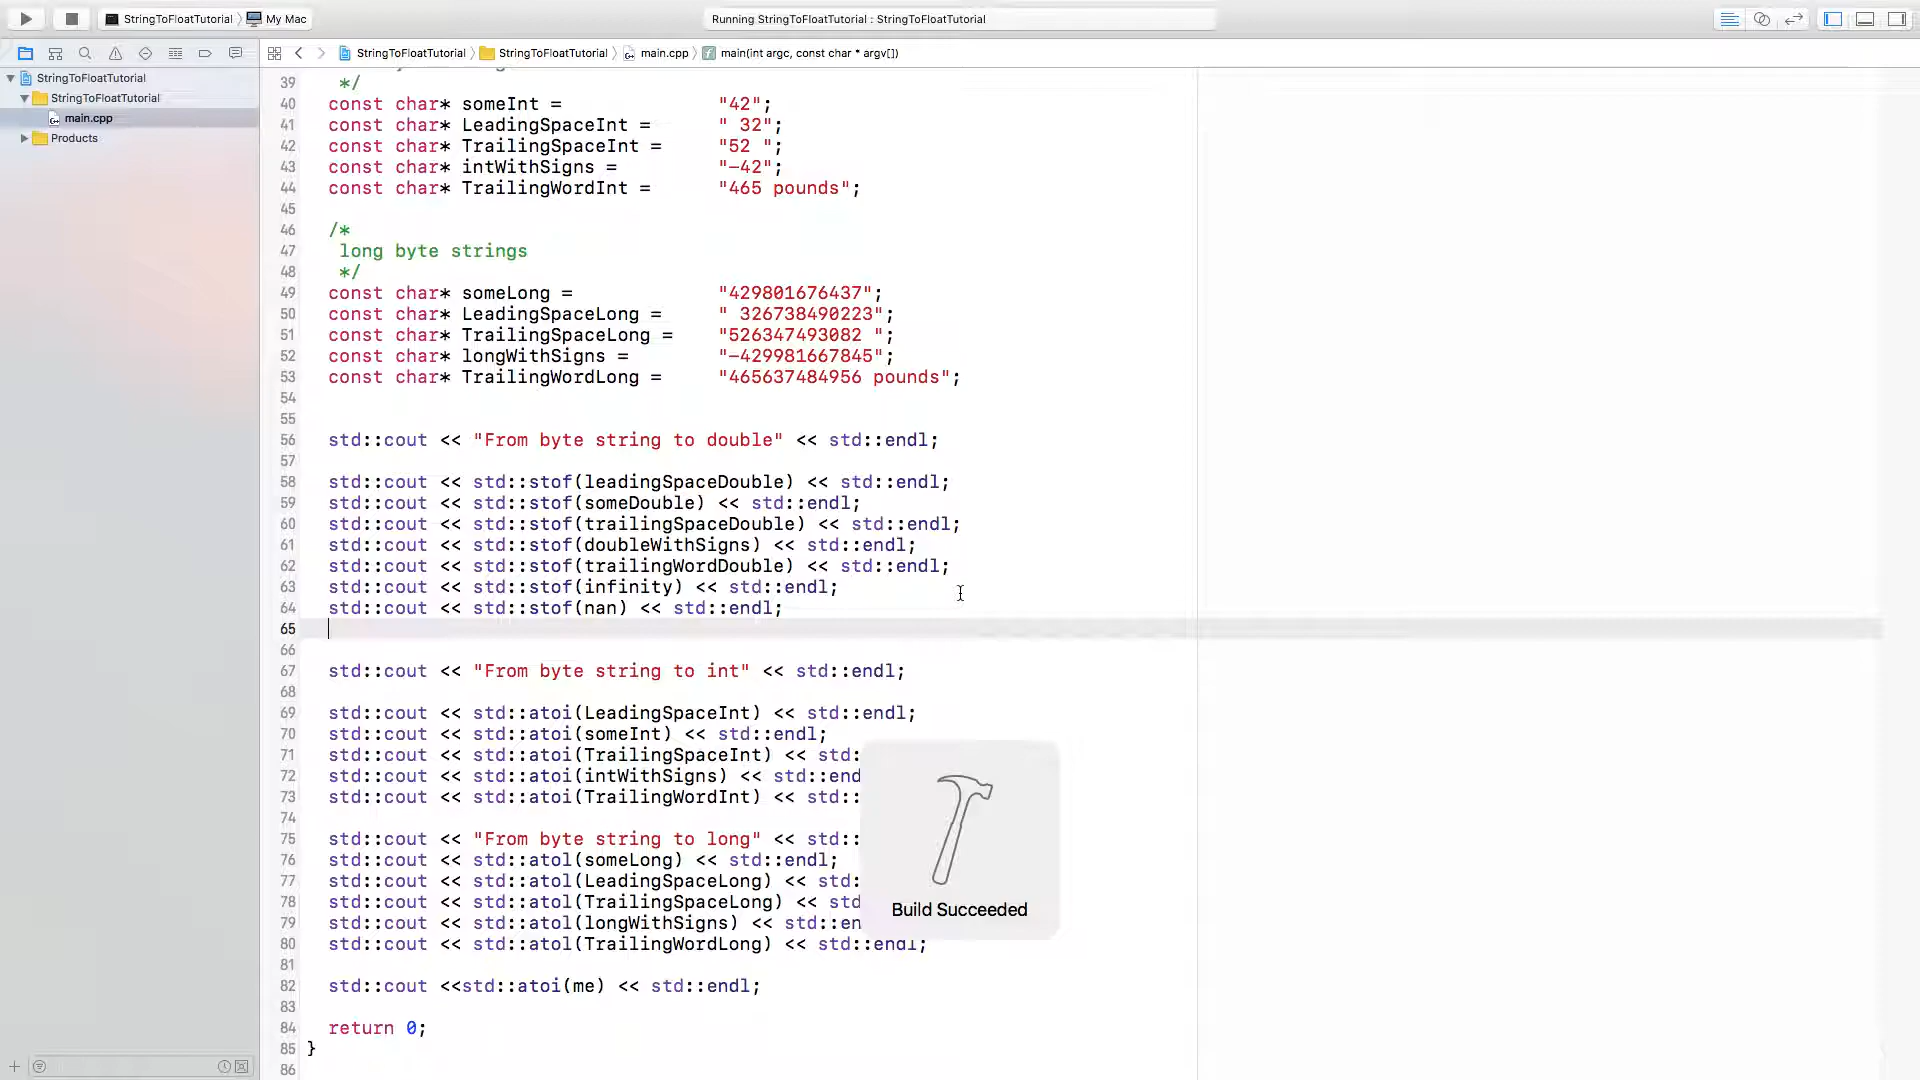 StringToFloatTutorial
My Mac
Running StringToFloatTutorial : StringToFloatTutorial
StringToFloatTutorial
StringToFloatTutorial
main.cpp
main(int argc, const char * argv[])
StringToFloatTutorial
StringToFloatTutorial
main.cpp
Products
39 */
40 const char* someInt = "42";
41 const char* LeadingSpaceInt = " 32";
42 const char* TrailingSpaceInt = "52 ";
43 const char* intWithSigns = "-42";
44 const char* TrailingWordInt = "465 pounds";
45
46 /*
47 long byte strings
48 */
49 const char* someLong = "429801676437";
50 const char* LeadingSpaceLong = " 326738490223";
51 const char* TrailingSpaceLong = "526347493082 ";
52 const char* longWithSigns = "-429981667845";
53 const char* TrailingWordLong = "465637484956 pounds";
54
55
56 std::cout << "From byte string to double" << std::endl;
57
58 std::cout << std::stof(leadingSpaceDouble) << std::endl;
59 std::cout << std::stof(someDouble) << std::endl;
60 std::cout << std::stof(trailingSpaceDouble) << std::endl;
61 std::cout << std::stof(doubleWithSigns) << std::endl;
62 std::cout << std::stof(trailingWordDouble) << std::endl;
63 std::cout << std::stof(infinity) << std::endl;
64 std::cout << std::stof(nan) << std::endl;
65
66
67 std::cout << "From byte string to int" << std::endl;
68
69 std::cout << std::atoi(LeadingSpaceInt) << std::endl;
70 std::cout << std::atoi(someInt) << std::endl;
71 std::cout << std::atoi(TrailingSpaceInt) << std:
72 std::cout << std::atoi(intWithSigns) << std::end
73 std::cout << std::atoi(TrailingWordInt) << std::
74
75 std::cout << "From byte string to long" << std::
76 std::cout << std::atol(someLong) << std::endl;
77 std::cout << std::atol(LeadingSpaceLong) << std:
78 std::cout << std::atol(TrailingSpaceLong) << std
79 std::cout << std::atol(longWithSigns) << std::en
80 std::cout << std::atol(TrailingWordLong) << std::endl;
81
82 std::cout <<std::atoi(me) << std::endl;
83
84 return 0;
85 }
86
Build Succeeded